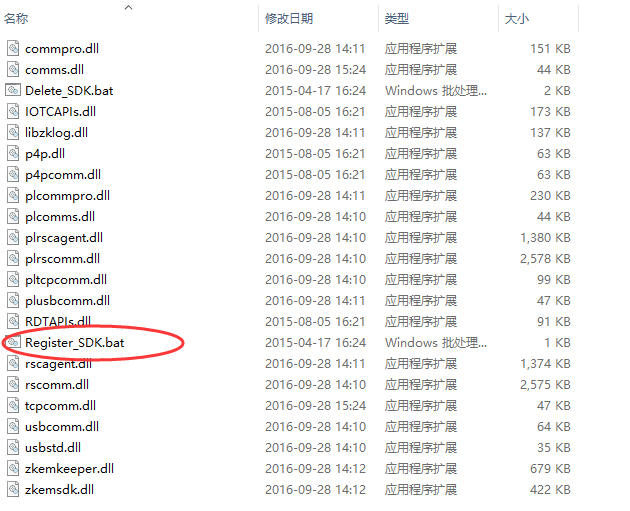 名称 修改日期 类型 大小
commpro.dll 2016-09-28 14:11 应用程序扩展 151 KB
comms.dll 2016-09-28 15:24 应用程序扩展 44 KB
Delete_SDK.bat 2015-04-17 16:24 Windows 批处理... 2 KB
IOTCAPIs.dll 2015-08-05 16:21 应用程序扩展 173 KB
libzklog.dll 2016-09-28 14:11 应用程序扩展 137 KB
p4p.dll 2015-08-05 16:21 应用程序扩展 63 KB
p4pcomm.dll 2015-08-05 16:21 应用程序扩展 63 KB
plcommpro.dll 2016-09-28 14:11 应用程序扩展 230 KB
plcomms.dll 2016-09-28 14:10 应用程序扩展 44 KB
plrscagent.dll 2016-09-28 14:10 应用程序扩展 1,380 KB
plrscomm.dll 2016-09-28 14:10 应用程序扩展 2,578 KB
pltcpcomm.dll 2016-09-28 14:10 应用程序扩展 99 KB
plusbcomm.dll 2016-09-28 14:11 应用程序扩展 47 KB
RDTAPIs.dll 2015-08-05 16:21 应用程序扩展 91 KB
Register_SDK.bat 2015-04-17 16:24 Windows 批处理... 1 KB
rscagent.dll 2016-09-28 14:11 应用程序扩展 1,374 KB
rscomm.dll 2016-09-28 14:10 应用程序扩展 2,575 KB
tcpcomm.dll 2016-09-28 15:24 应用程序扩展 47 KB
usbcomm.dll 2016-09-28 14:10 应用程序扩展 64 KB
usbstd.dll 2016-09-28 14:10 应用程序扩展 35 KB
zkemkeeper.dll 2016-09-28 14:12 应用程序扩展 679 KB
zkemsdk.dll 2016-09-28 14:12 应用程序扩展 422 KB